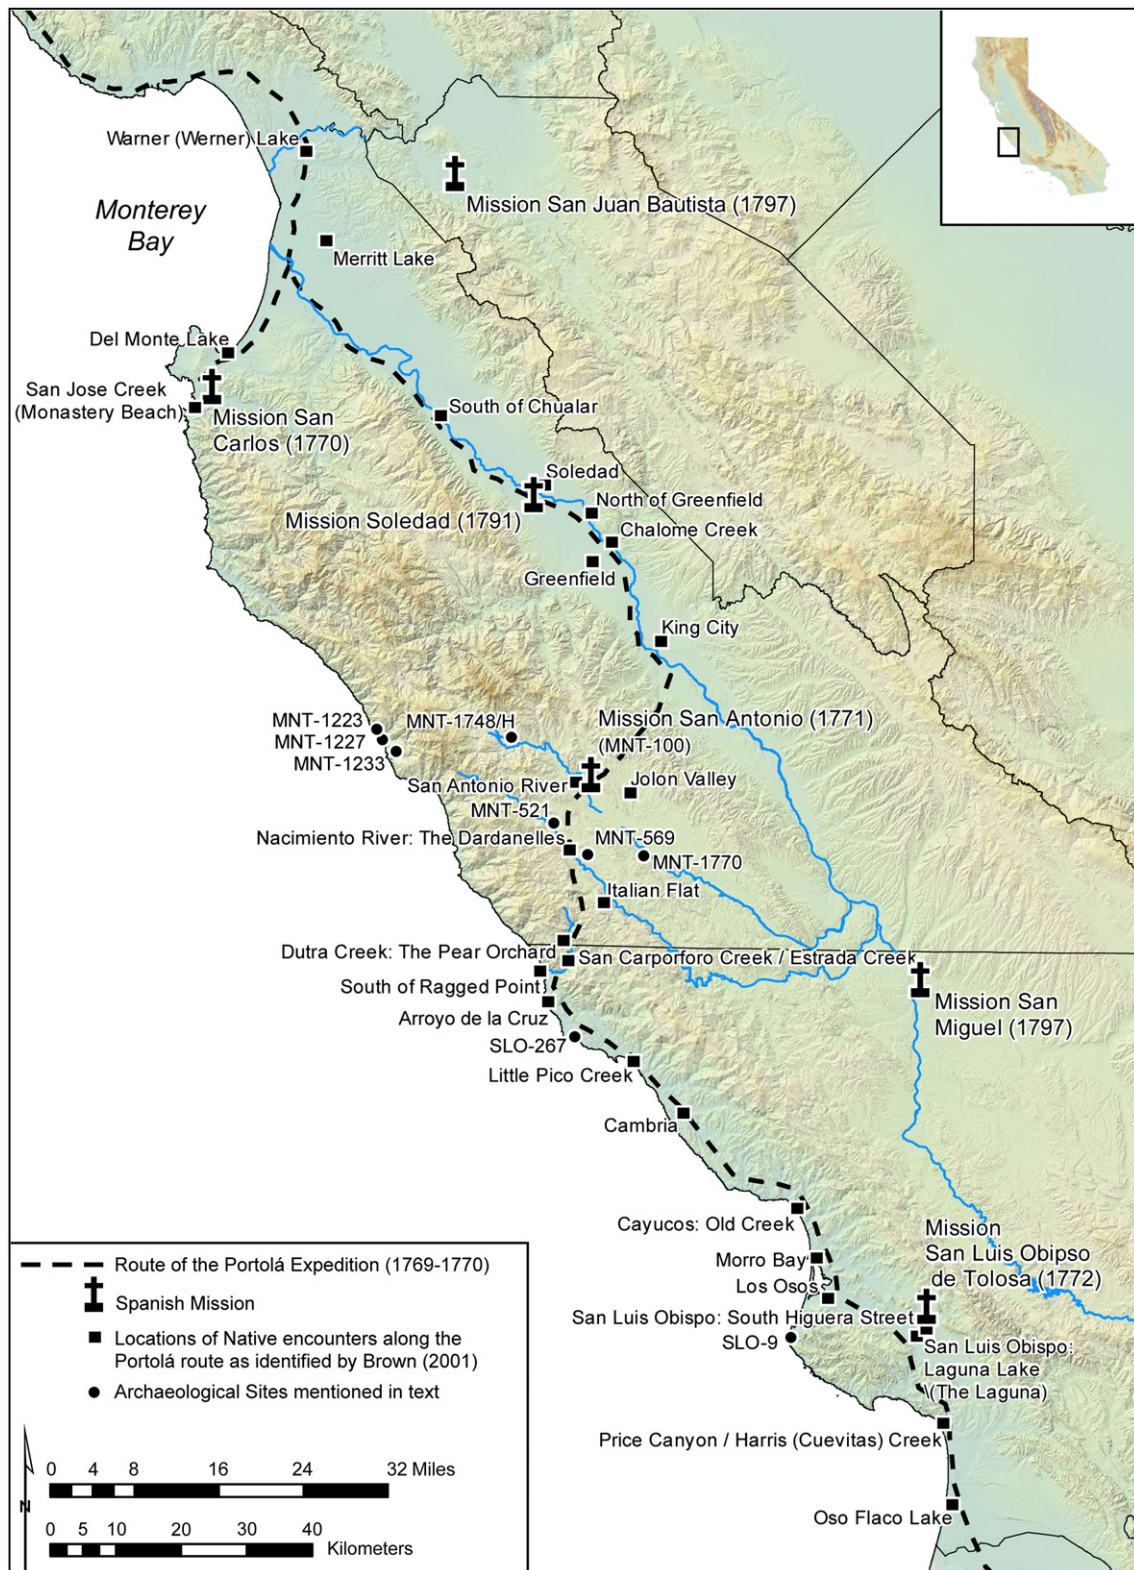 Warner (Werner) Lake
Monterey
Bay
Mission San Juan Bautista (1797)
Merritt Lake
Del Monte Lake
San Jose Creek
(Monastery Beach)
Mission San
Carlos (1770)
South of Chualar
Soledad
Mission Soledad (1791)
North of Greenfield
Chalome Creek
Greenfield
King City
MNT-1223
MNT-1227
MNT-1233
MNT-1748/H
Mission San Antonio (1771)
(MNT-100)
San Antonio River
Jolon Valley
MNT-521
Nacimiento River: The Dardanelles
MNT-569
MNT-1770
Italian Flat
Dutra Creek: The Pear Orchard
San Carporforo Creek / Estrada Creek
South of Ragged Point
Arroyo de la Cruz
Mission San
Miguel (1797)
SLO-267
Little Pico Creek
Cambria
Cayucos: Old Creek
Morro Bay
Los Osos
Mission
San Luis Obipso
de Tolosa (1772)
San Luis Obispo: South Higuera Street
SLO-9
San Luis Obispo:
Laguna Lake
\(The Laguna)
Price Canyon / Harris (Cuevitas) Creek
Oso Flaco Lake
Route of the Portolá Expedition (1769-1770)
Spanish Mission
Locations of Native encounters along the
Portolá route as identified by Brown (2001)
Archaeological Sites mentioned in text
N
0 4 8 16 24 32 Miles
0 5 10 20 30 40
Kilometers